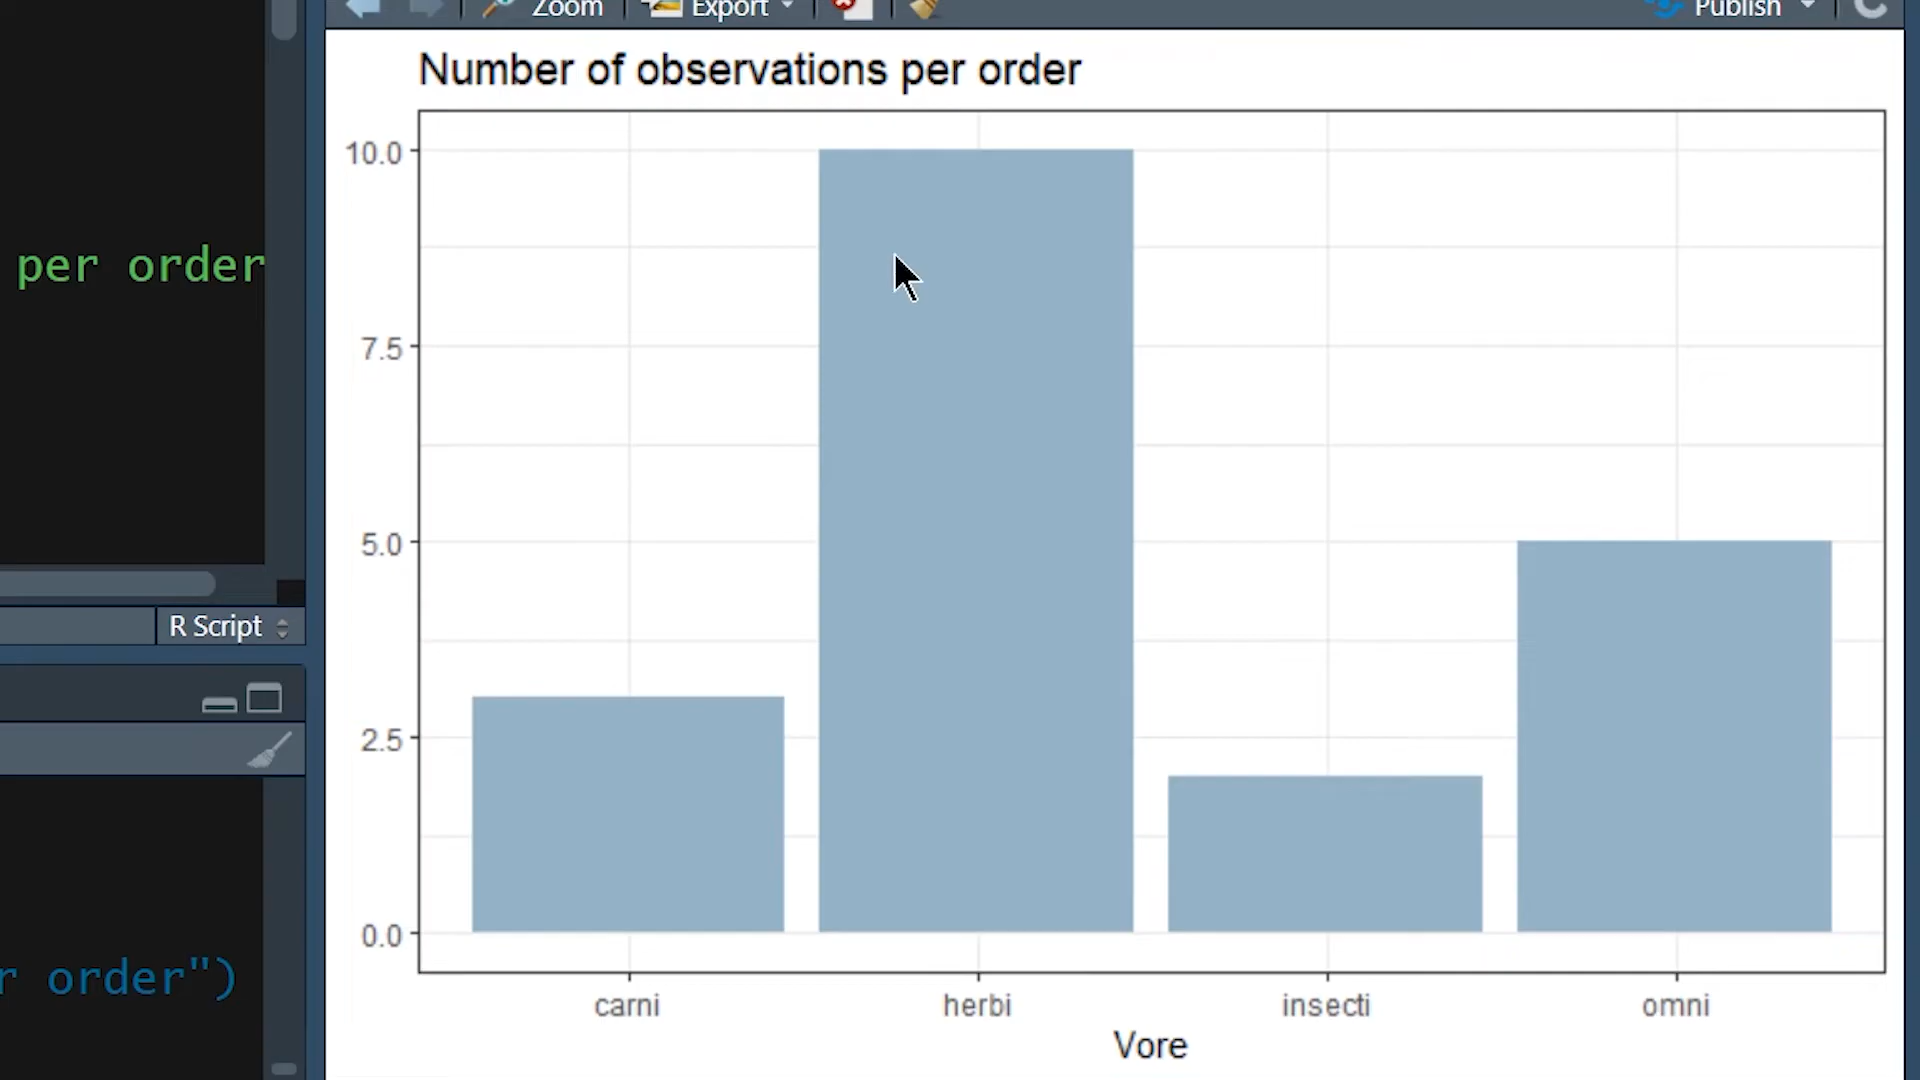 Zoom
Export
Publish
Number of observations per order
10.0
7.5
5.0
2.5
0.0
carni
herbi
insecti
omni
Vore
per order
R Script
r order")